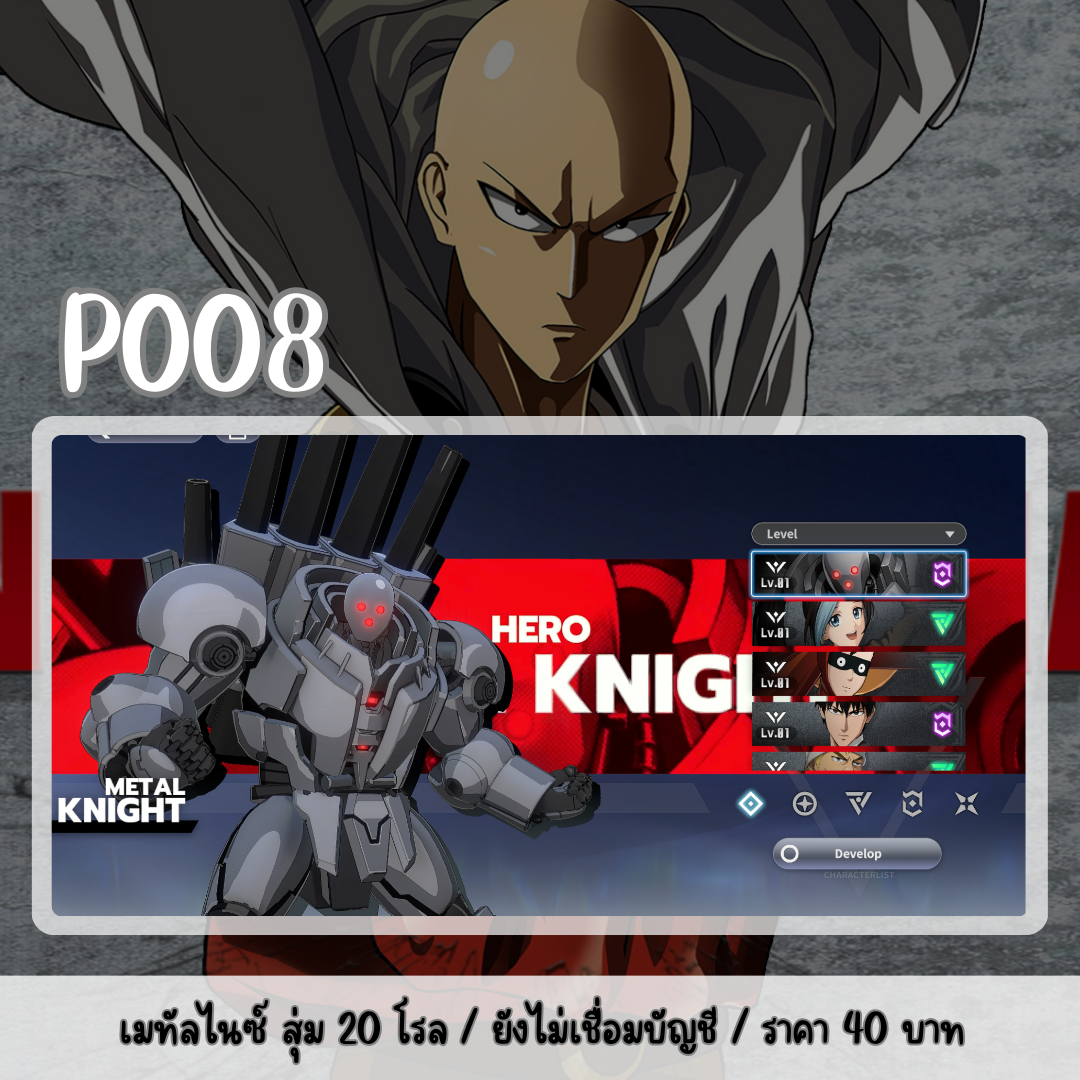 P008
Level
Lv.01
Lv.01
Lv.01
Lv.01
HERO
KNIGH
METAL
KNIGHT
Develop
CHARACTERLIST
เมทัลไนซ์ สุ่ม 20 โรล / ยังไม่เชื่อมบัญชี / ราคา 40 บาท